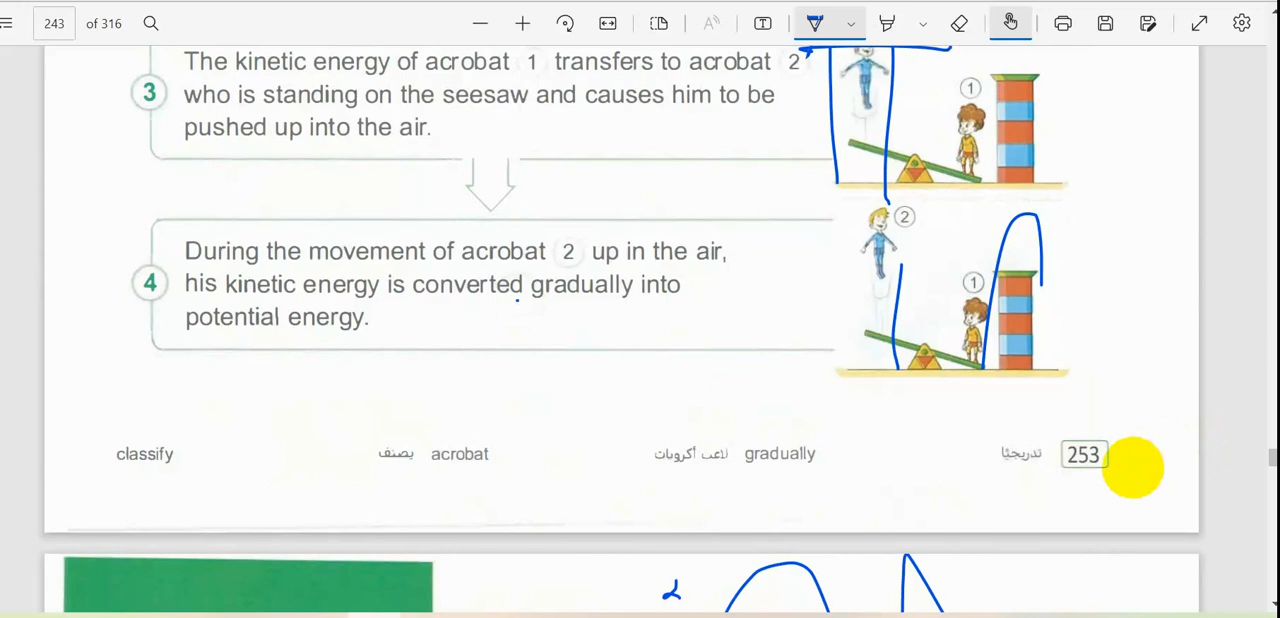 243 of 316
The kinetic energy of acrobat 1 transfers to acrobat 2
3 who is standing on the seesaw and causes him to be
pushed up into the air.
1
2
During the movement of acrobat 2 up in the air,
4 his kinetic energy is converted gradually into
potential energy.
1
classify يصنف acrobat لاعب أكروبات gradually تدريجيًا 253
2